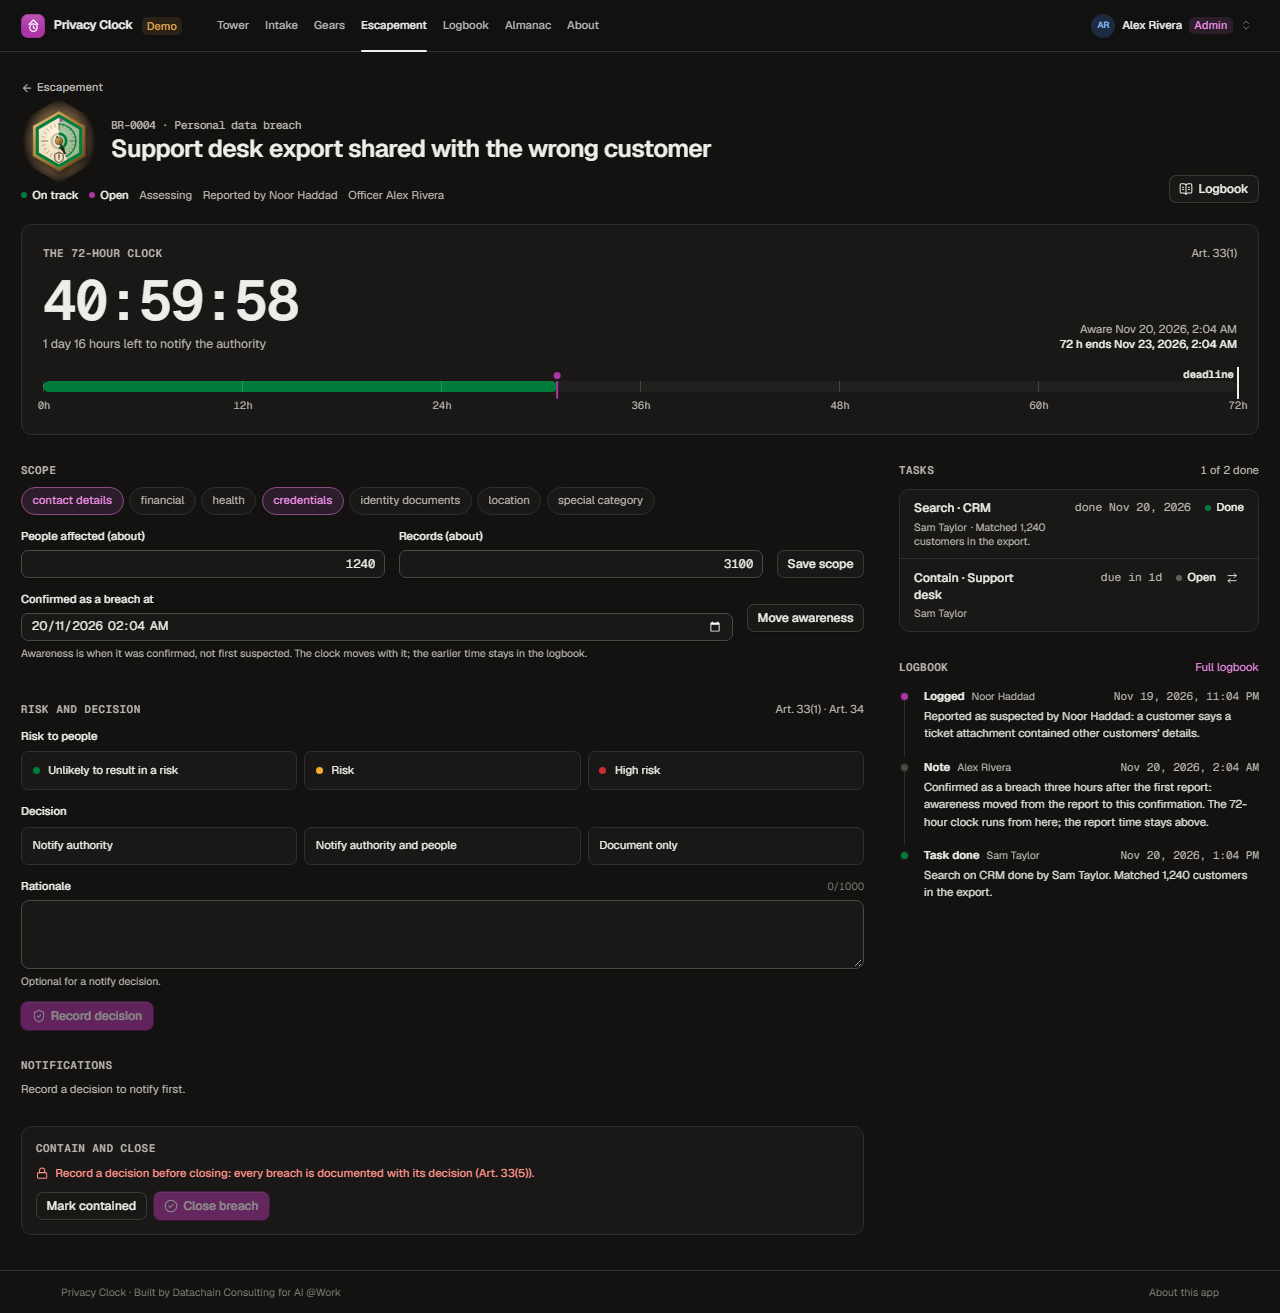 Privacy Clock Demo Tower Intake Gears Escapement Logbook Almanac About AR Alex Rivera Admin
← Escapement
BR-0004 · Personal data breach
Support desk export shared with the wrong customer
On track Open Assessing Reported by Noor Haddad Officer Alex Rivera
Logbook
THE 72-HOUR CLOCK Art. 33(1)
40:59:58
1 day 16 hours left to notify the authority
Aware Nov 20, 2026, 2:04 AM
72 h ends Nov 23, 2026, 2:04 AM
deadline
0h 12h 24h 36h 48h 60h 72h
SCOPE
contact details financial health credentials identity documents location special category
People affected (about) Records (about)
1240 3100 Save scope
Confirmed as a breach at
20/11/2026 02:04 AM Move awareness
Awareness is when it was confirmed, not first suspected. The clock moves with it; the earlier time stays in the logbook.
RISK AND DECISION Art. 33(1) · Art. 34
Risk to people
Unlikely to result in a risk Risk High risk
Decision
Notify authority Notify authority and people Document only
Rationale 0/1000
Optional for a notify decision.
Record decision
NOTIFICATIONS
Record a decision to notify first.
CONTAIN AND CLOSE
Record a decision before closing: every breach is documented with its decision (Art. 33(5)).
Mark contained Close breach
TASKS 1 of 2 done
Search · CRM done Nov 20, 2026 Done
Sam Taylor · Matched 1,240
customers in the export.
Contain · Support due in 1d Open
desk
Sam Taylor
LOGBOOK Full logbook
Logged Noor Haddad Nov 19, 2026, 11:04 PM
Reported as suspected by Noor Haddad: a customer says a
ticket attachment contained other customers' details.
Note Alex Rivera Nov 20, 2026, 2:04 AM
Confirmed as a breach three hours after the first report:
awareness moved from the report to this confirmation. The 72-
hour clock runs from here; the report time stays above.
Task done Sam Taylor Nov 20, 2026, 1:04 PM
Search on CRM done by Sam Taylor. Matched 1,240 customers
in the export.
Privacy Clock · Built by Datachain Consulting for AI @Work About this app